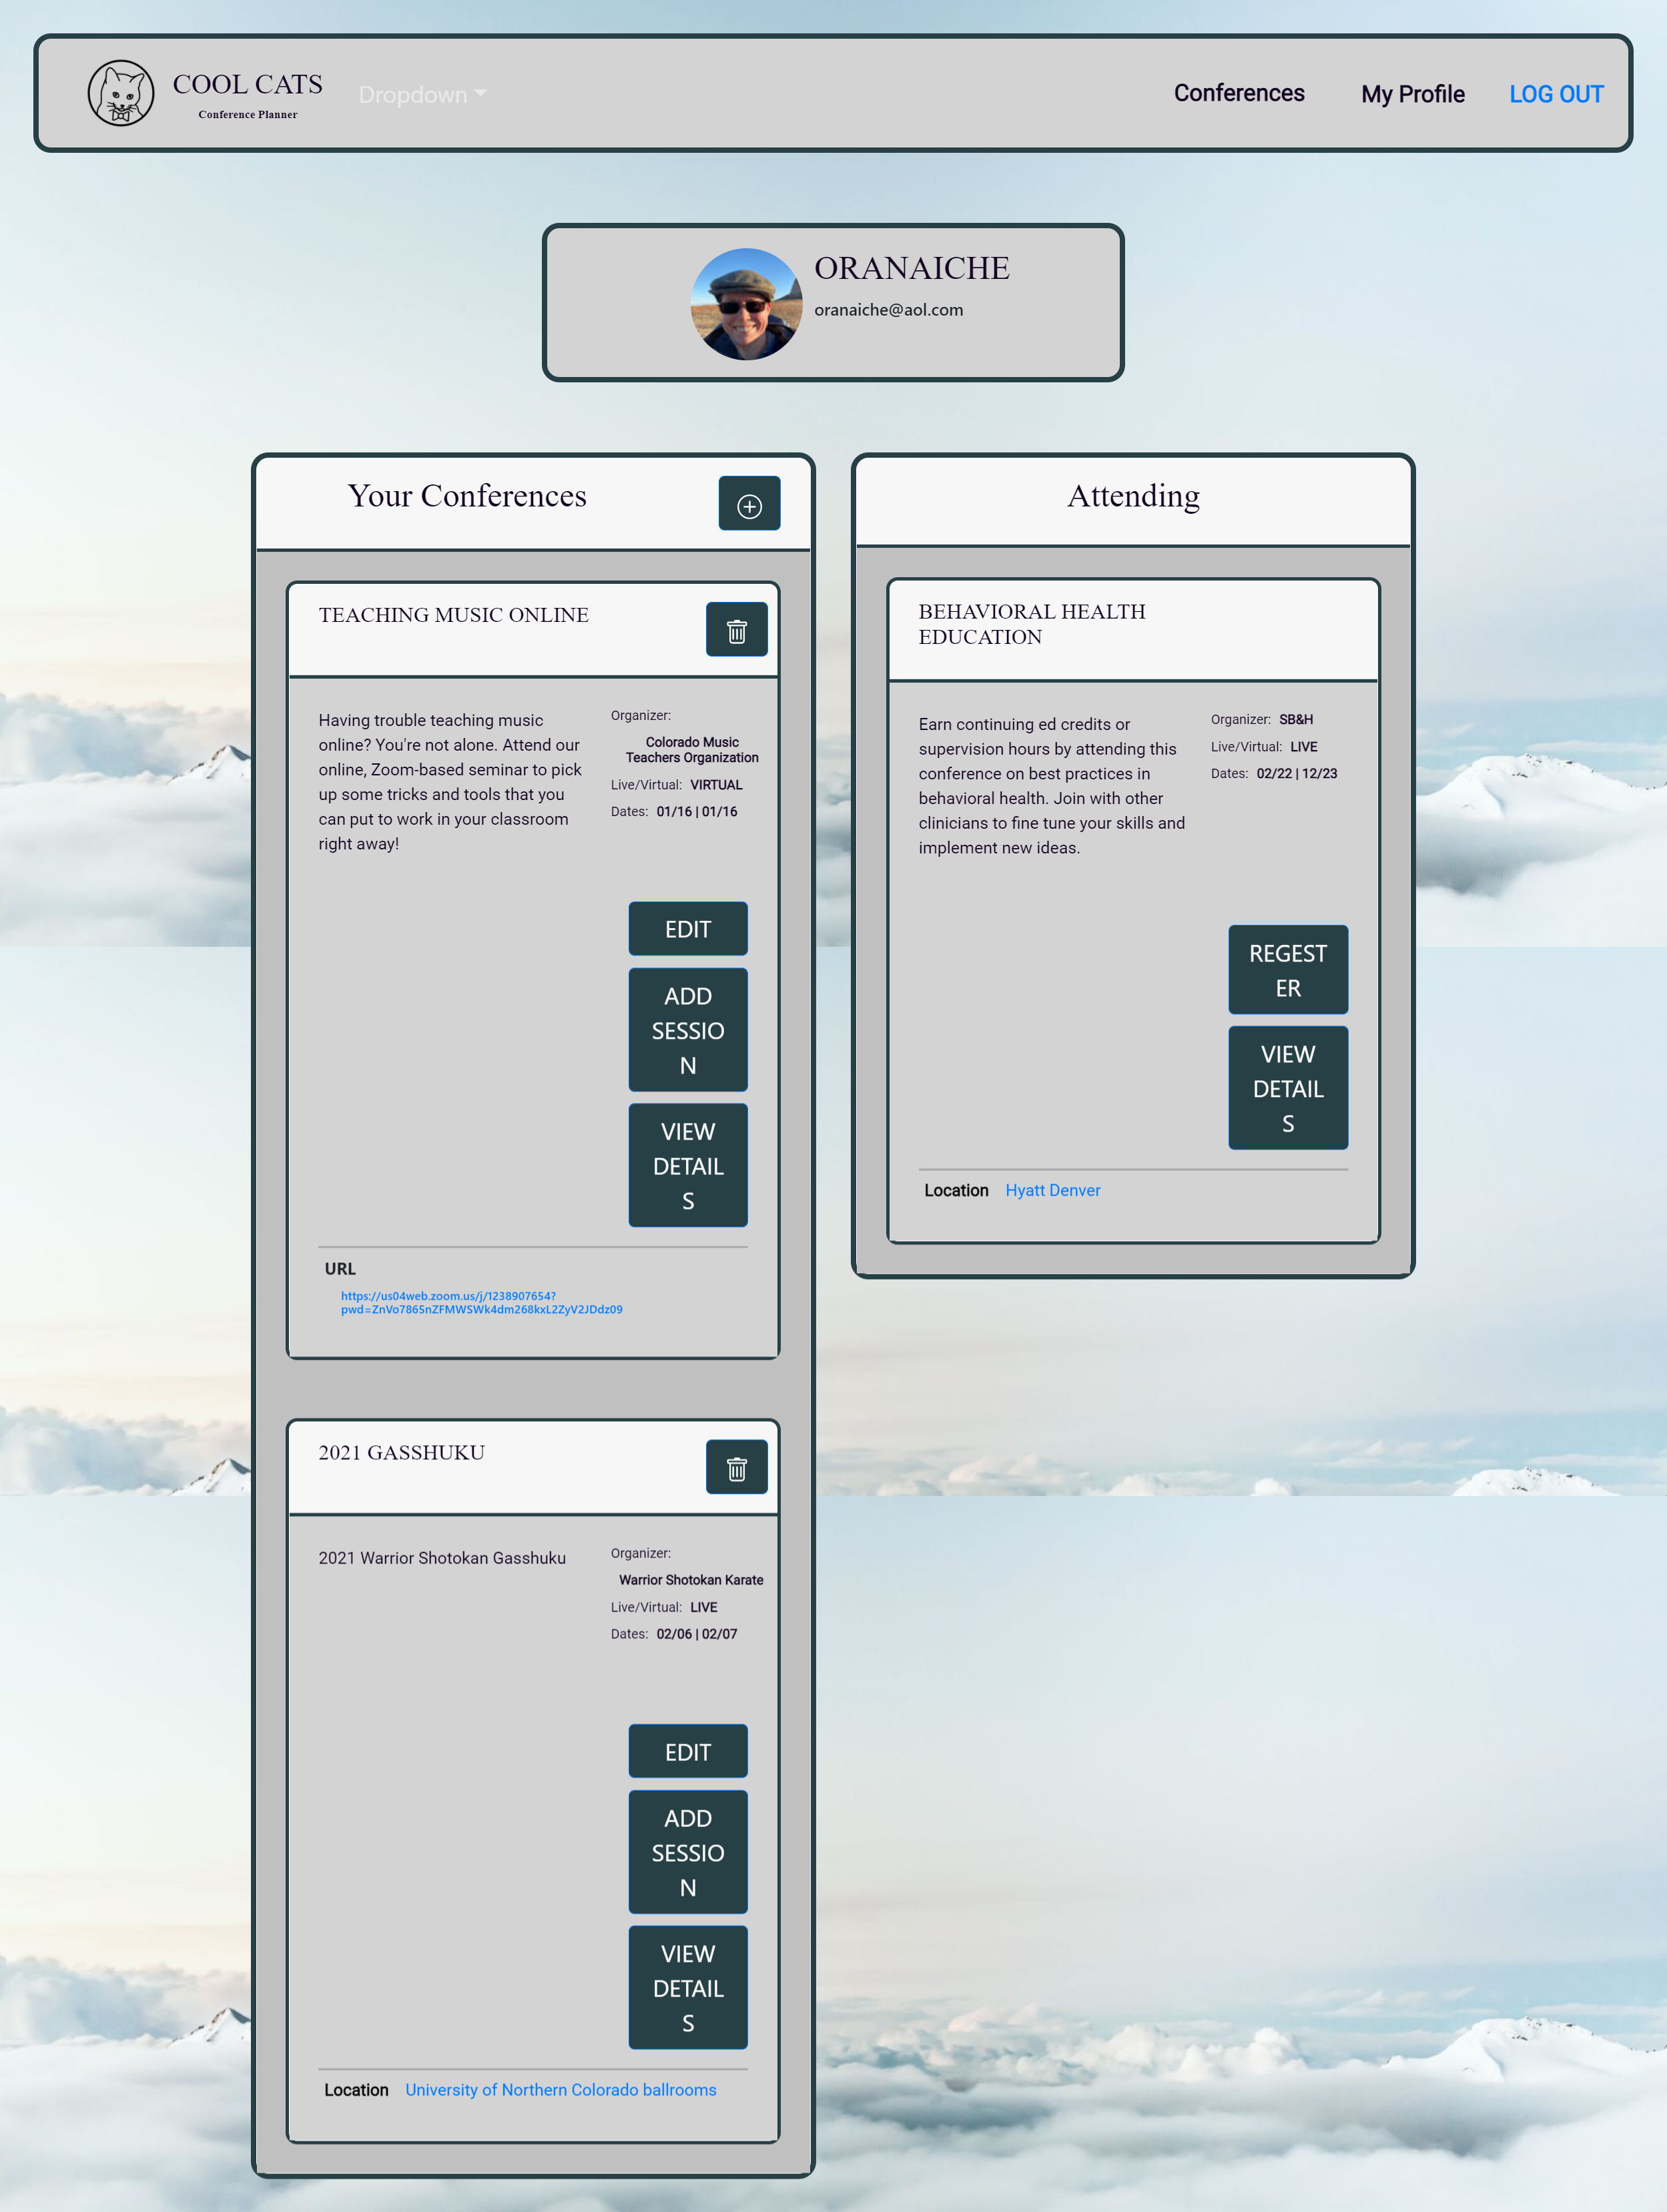 COOL CATS
Conference Planner
Dropdown
Conferences
My Profile
LOG OUT
ORANAICHE
oranaiche@aol.com
Your Conferences
TEACHING MUSIC ONLINE
Having trouble teaching music
online? You're not alone. Attend our
online, Zoom-based seminar to pick
up some tricks and tools that you
can put to work in your classroom
right away!
Organizer:
Colorado Music
Teachers Organization
Live/Virtual: VIRTUAL
Dates: 01/16 | 01/16
EDIT
ADD
SESSIO
N
VIEW
DETAIL
S
URL
https://us04web.zoom.us/j/1238907654?
pwd=ZnVo7865nZFMWSWk4dm268kxL2ZyV2JDdz09
2021 GASSHUKU
2021 Warrior Shotokan Gasshuku
Organizer:
Warrior Shotokan Karate
Live/Virtual: LIVE
Dates: 02/06 | 02/07
EDIT
ADD
SESSIO
N
VIEW
DETAIL
S
Location University of Northern Colorado ballrooms
Attending
BEHAVIORAL HEALTH
EDUCATION
Earn continuing ed credits or
supervision hours by attending this
conference on best practices in
behavioral health. Join with other
clinicians to fine tune your skills and
implement new ideas.
Organizer: SB&H
Live/Virtual: LIVE
Dates: 02/22 | 12/23
REGEST
ER
VIEW
DETAIL
S
Location Hyatt Denver